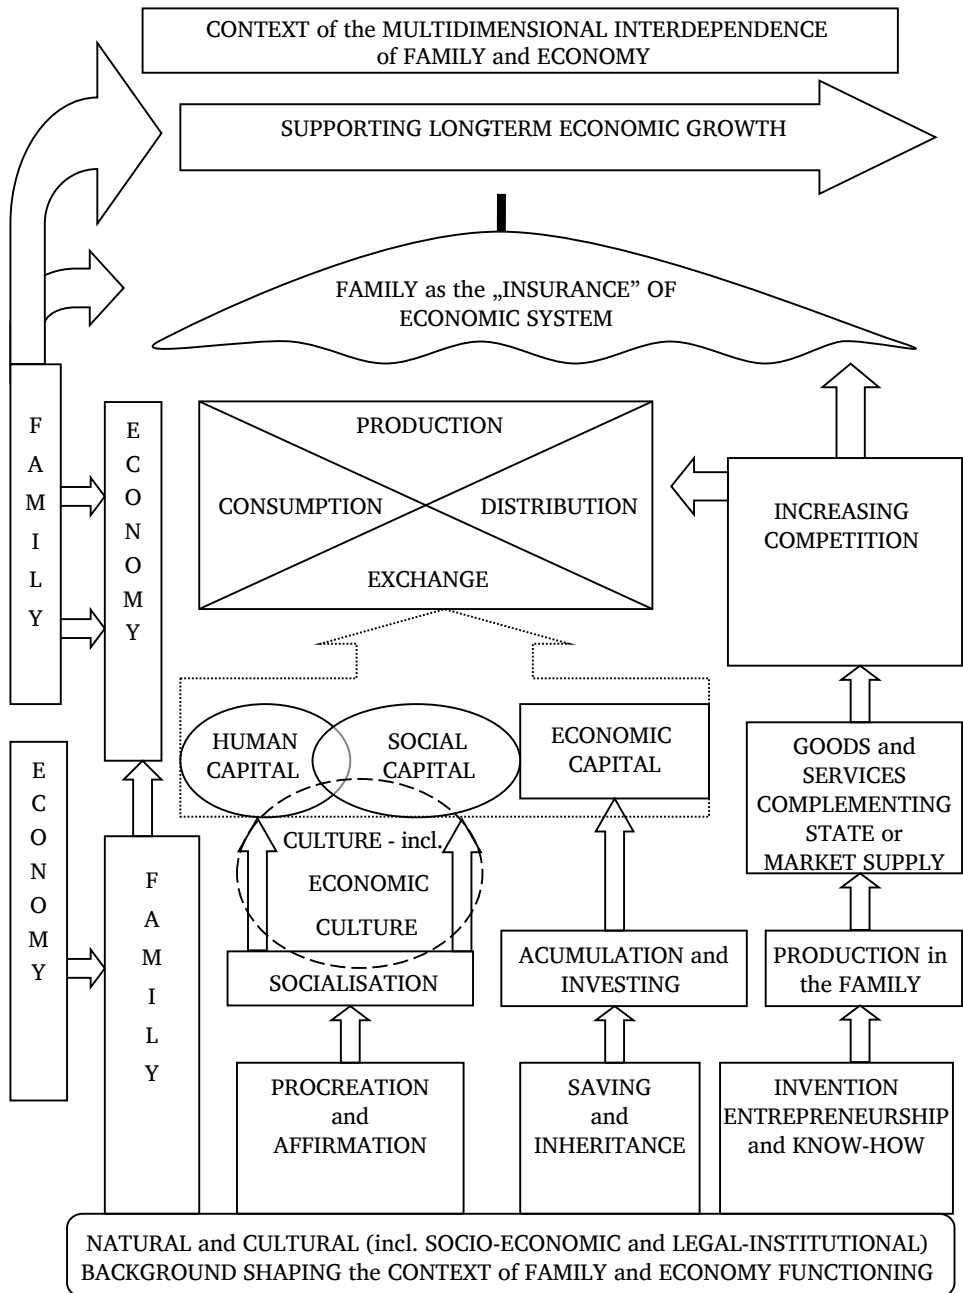 CONTEXT of the MULTIDIMENSIONAL INTERDEPENDENCE
of FAMILY and ECONOMY
SUPPORTING LONGTERM ECONOMIC GROWTH
FAMILY as the „INSURANCE” OF
ECONOMIC SYSTEM
FAMILY
ECONOMY
PRODUCTION
CONSUMPTION
DISTRIBUTION
EXCHANGE
INCREASING
COMPETITION
HUMAN
CAPITAL
SOCIAL
CAPITAL
ECONOMIC
CAPITAL
GOODS and
SERVICES
COMPLEMENTING
STATE or
MARKET SUPPLY
ECONOMY
FAMILY
CULTURE - incl.
ECONOMIC
CULTURE
SOCIALISATION
ACUMULATION and
INVESTING
PRODUCTION in
the FAMILY
PROCREATION
and
AFFIRMATION
SAVING
and
INHERITANCE
INVENTION
ENTREPRENEURSHIP
and KNOW-HOW
NATURAL and CULTURAL (incl. SOCIO-ECONOMIC and LEGAL-INSTITUTIONAL)
BACKGROUND SHAPING the CONTEXT of FAMILY and ECONOMY FUNCTIONING